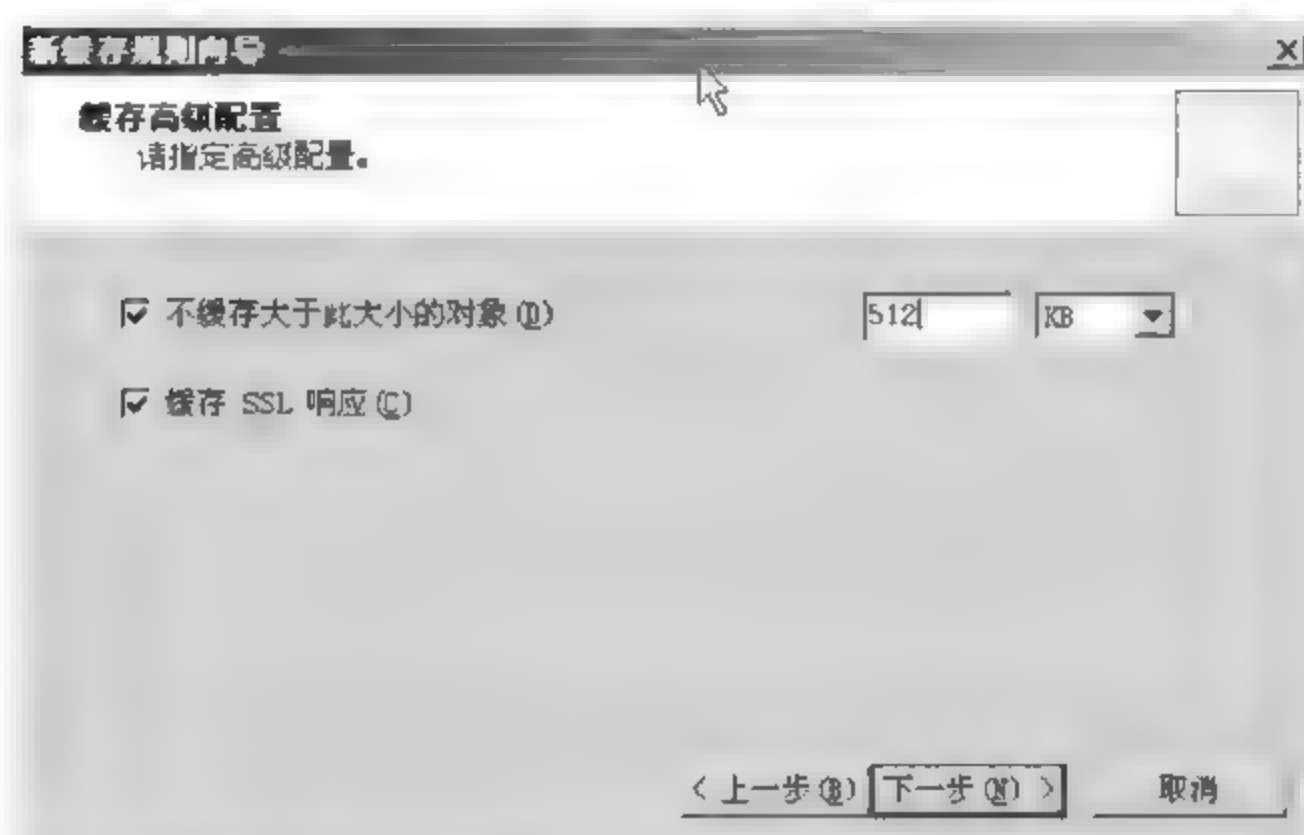 新缓存规则向导
缓存高级配置
请指定高级配置。
不缓存大于此大小的对象(D) 512 KB
缓存 SSL 响应(C)
< 上一步(B) 下一步(N) > 取消